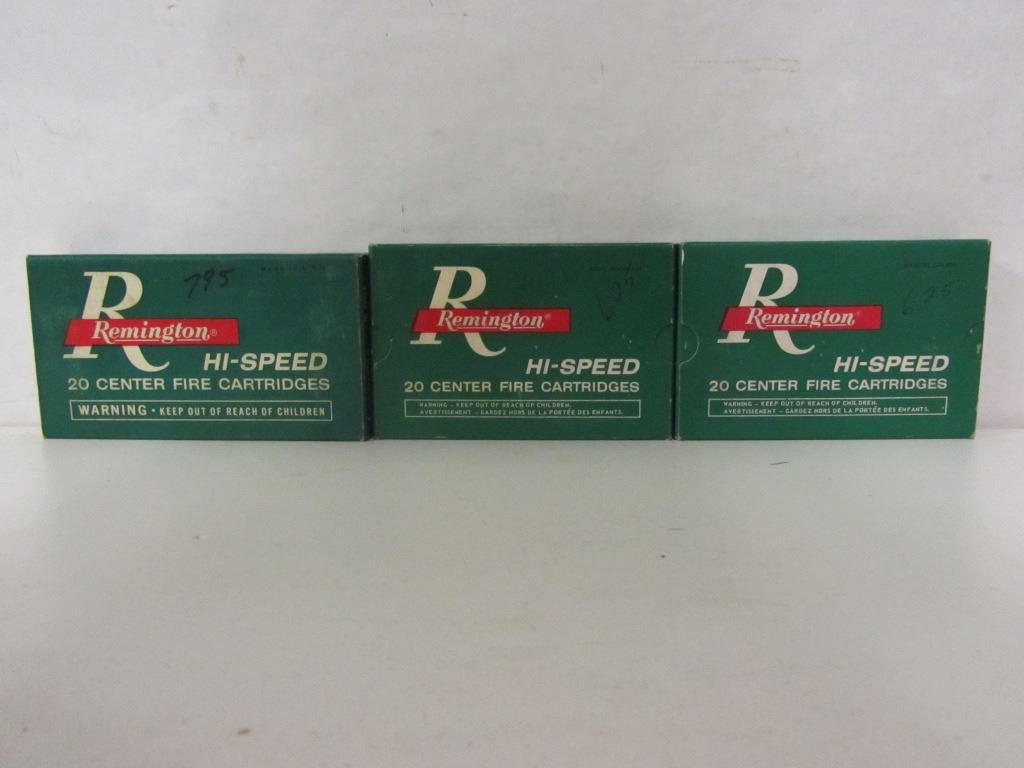 R
795
Remington®
HI-SPEED
20 CENTER FIRE CARTRIDGES
WARNING • KEEP OUT OF REACH OF CHILDREN
R
Remington®
HI-SPEED
20 CENTER FIRE CARTRIDGES
WARNING - KEEP OUT OF REACH OF CHILDREN.
AVERTISSEMENT - GARDEZ HORS DE LA PORTÉE DES ENFANTS.
R
6.25
Remington®
HI-SPEED
20 CENTER FIRE CARTRIDGES
WARNING - KEEP OUT OF REACH OF CHILDREN.
AVERTISSEMENT - GARDEZ HORS DE LA PORTÉE DES ENFANTS.